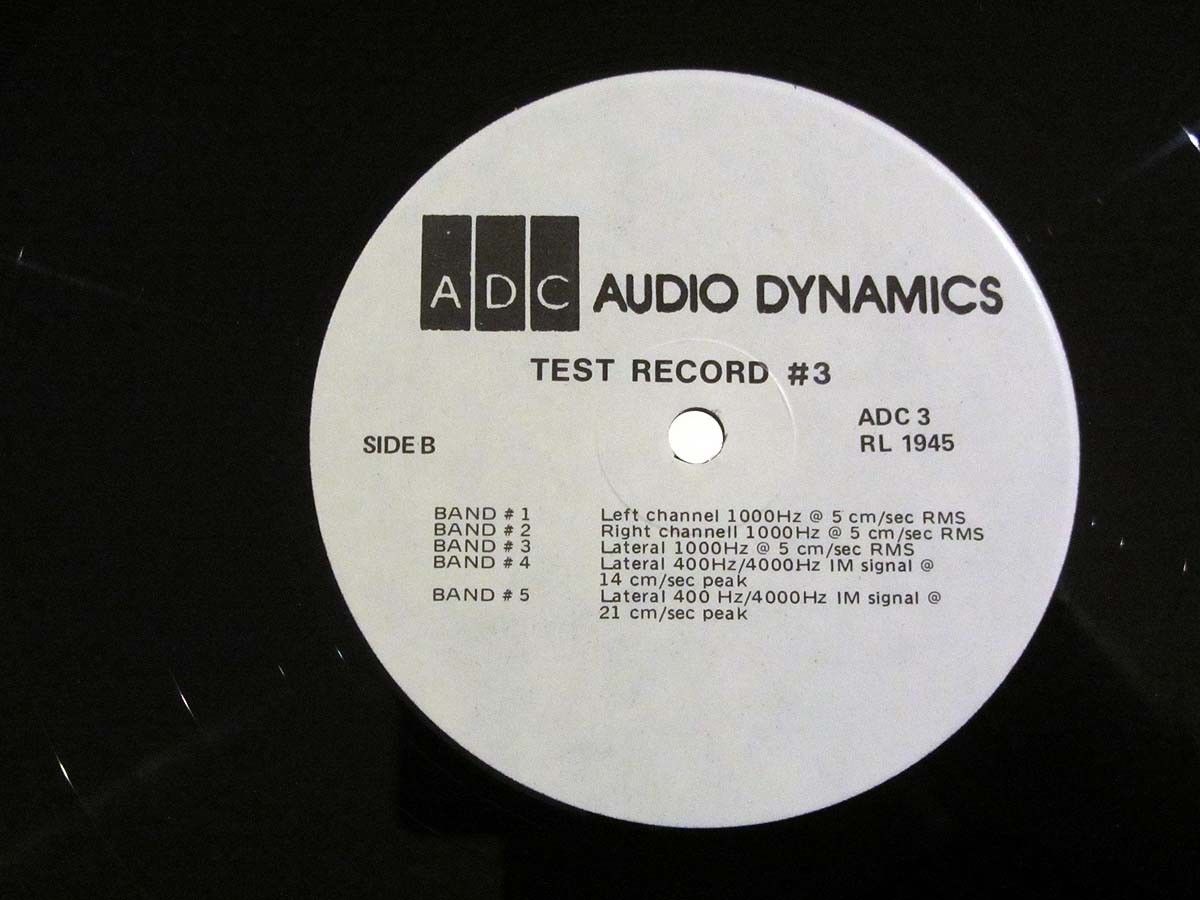 ADC AUDIO DYNAMICS
TEST RECORD #3
SIDE B
ADC 3
RL 1945
BAND # 1 Left channel 1000Hz @ 5 cm/sec RMS
BAND # 2 Right channell 1000Hz @ 5 cm/sec RMS
BAND # 3 Lateral 1000Hz @ 5 cm/sec RMS
BAND # 4 Lateral 400Hz/4000Hz IM signal @
14 cm/sec peak
BAND # 5 Lateral 400 Hz/4000Hz IM signal @
21 cm/sec peak